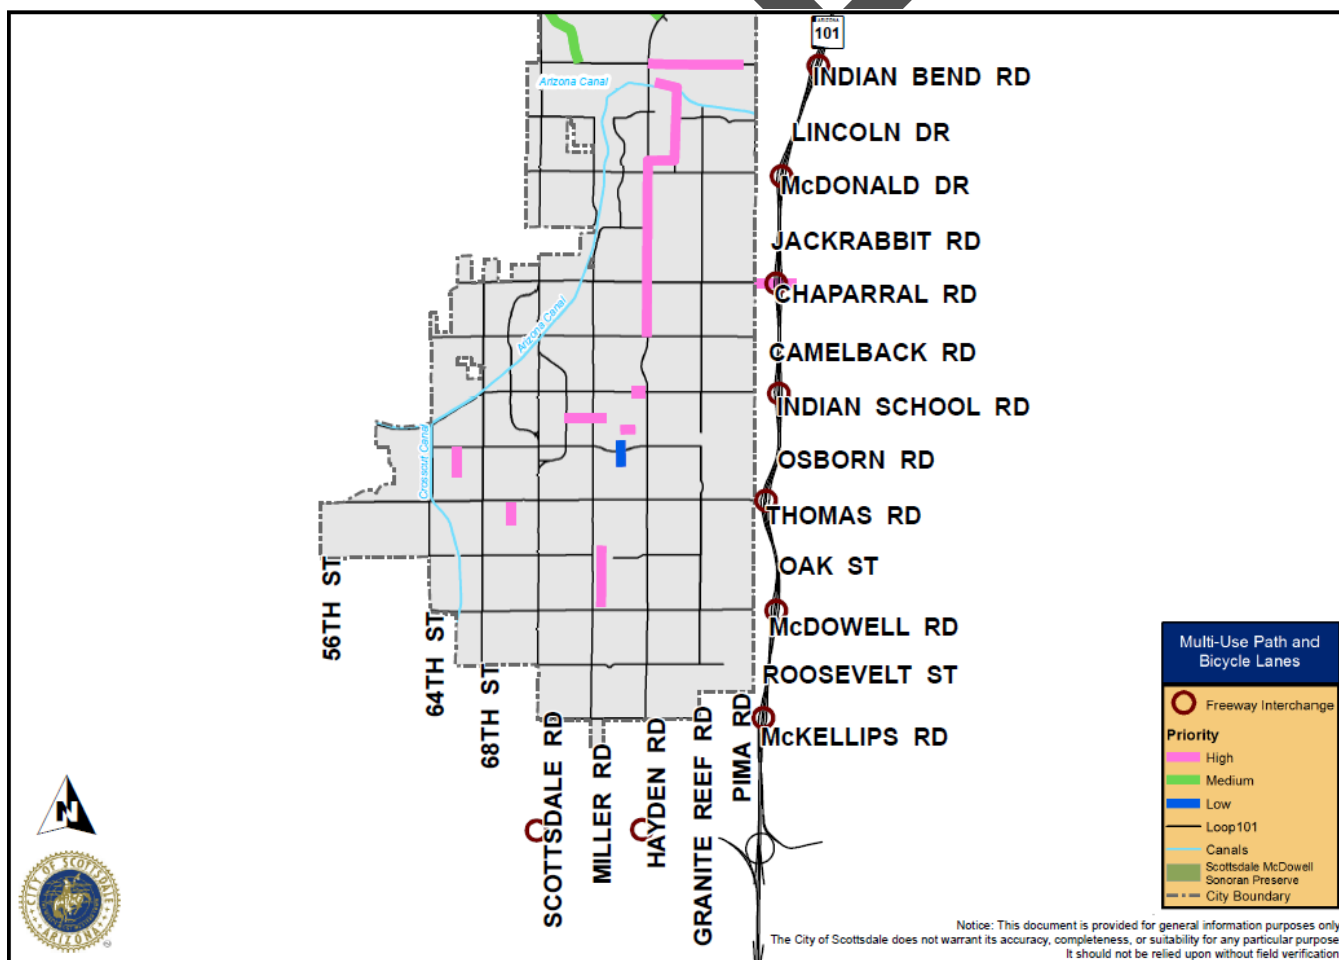 ARIZONA
101
INDIAN BEND RD
Arizona Canal
LINCOLN DR
McDONALD DR
JACKRABBIT RD
CHAPARRAL RD
Arizona Canal
CAMELBACK RD
INDIAN SCHOOL RD
Crosscut Canal
OSBORN RD
THOMAS RD
OAK ST
McDOWELL RD
ROOSEVELT ST
McKELLIPS RD
56TH ST
64TH ST
68TH ST
SCOTTSDALE RD
MILLER RD
HAYDEN RD
GRANITE REEF RD
PIMA RD
Multi-Use Path and
Bicycle Lanes
Freeway Interchange
Priority
High
Medium
Low
Loop101
Canals
Scottsdale McDowell
Sonoran Preserve
City Boundary
N
CITY OF SCOTTSDALE
ARIZONA
Notice: This document is provided for general information purposes only
The City of Scottsdale does not warrant its accuracy, completeness, or suitability for any particular purpose
It should not be relied upon without field verification